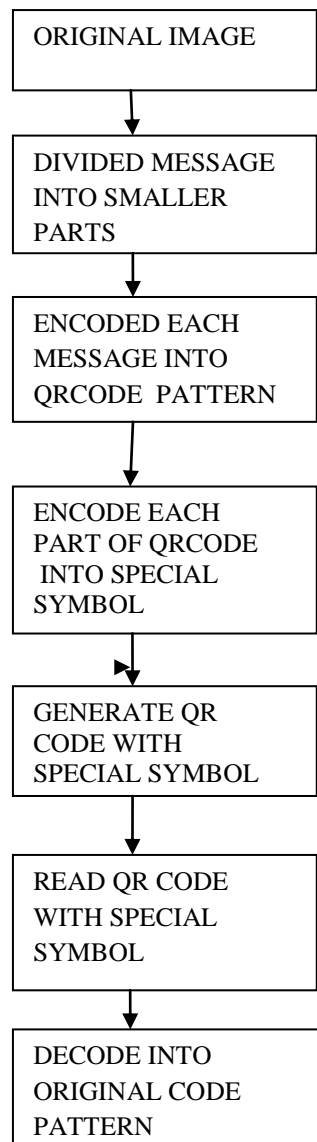 ORIGINAL IMAGE
DIVIDED MESSAGE
INTO SMALLER
PARTS
ENCODED EACH
MESSAGE INTO
QRCODE PATTERN
ENCODE EACH
PART OF QRCODE
INTO SPECIAL
SYMBOL
GENERATE QR
CODE WITH
SPECIAL SYMBOL
READ QR CODE
WITH SPECIAL
SYMBOL
DECODE INTO
ORIGINAL CODE
PATTERN